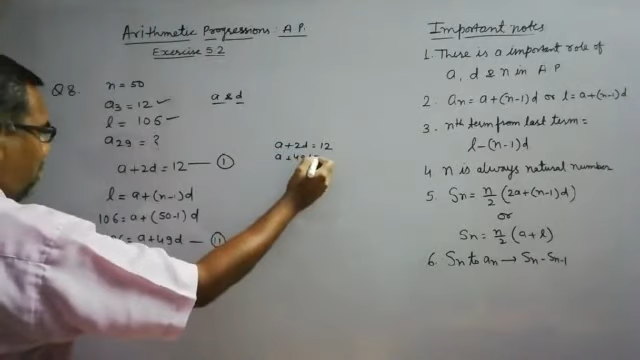 Arithmetic Progressions: A.P.
Exercise 5.2
Q8. n = 50
a₃ = 12 ✓
l = 106 ✓
a₂₉ = ?
a + 2d = 12 — ①
l = a + (n-1)d
106 = a + (50-1)d
= a + 49d — ⑪
a & d
a + 2d = 12
a + 49
Important notes
1. There is a important role of
a, d & n in A P
2. an = a + (n-1)d or l = a + (n-1)d
3. nth term from last term =
l - (n-1)d
4. n is always natural number
5. Sn = n/2 (2a + (n-1)d)
or
Sn = n/2 (a + l)
6. Sn to an → Sn - Sn-1